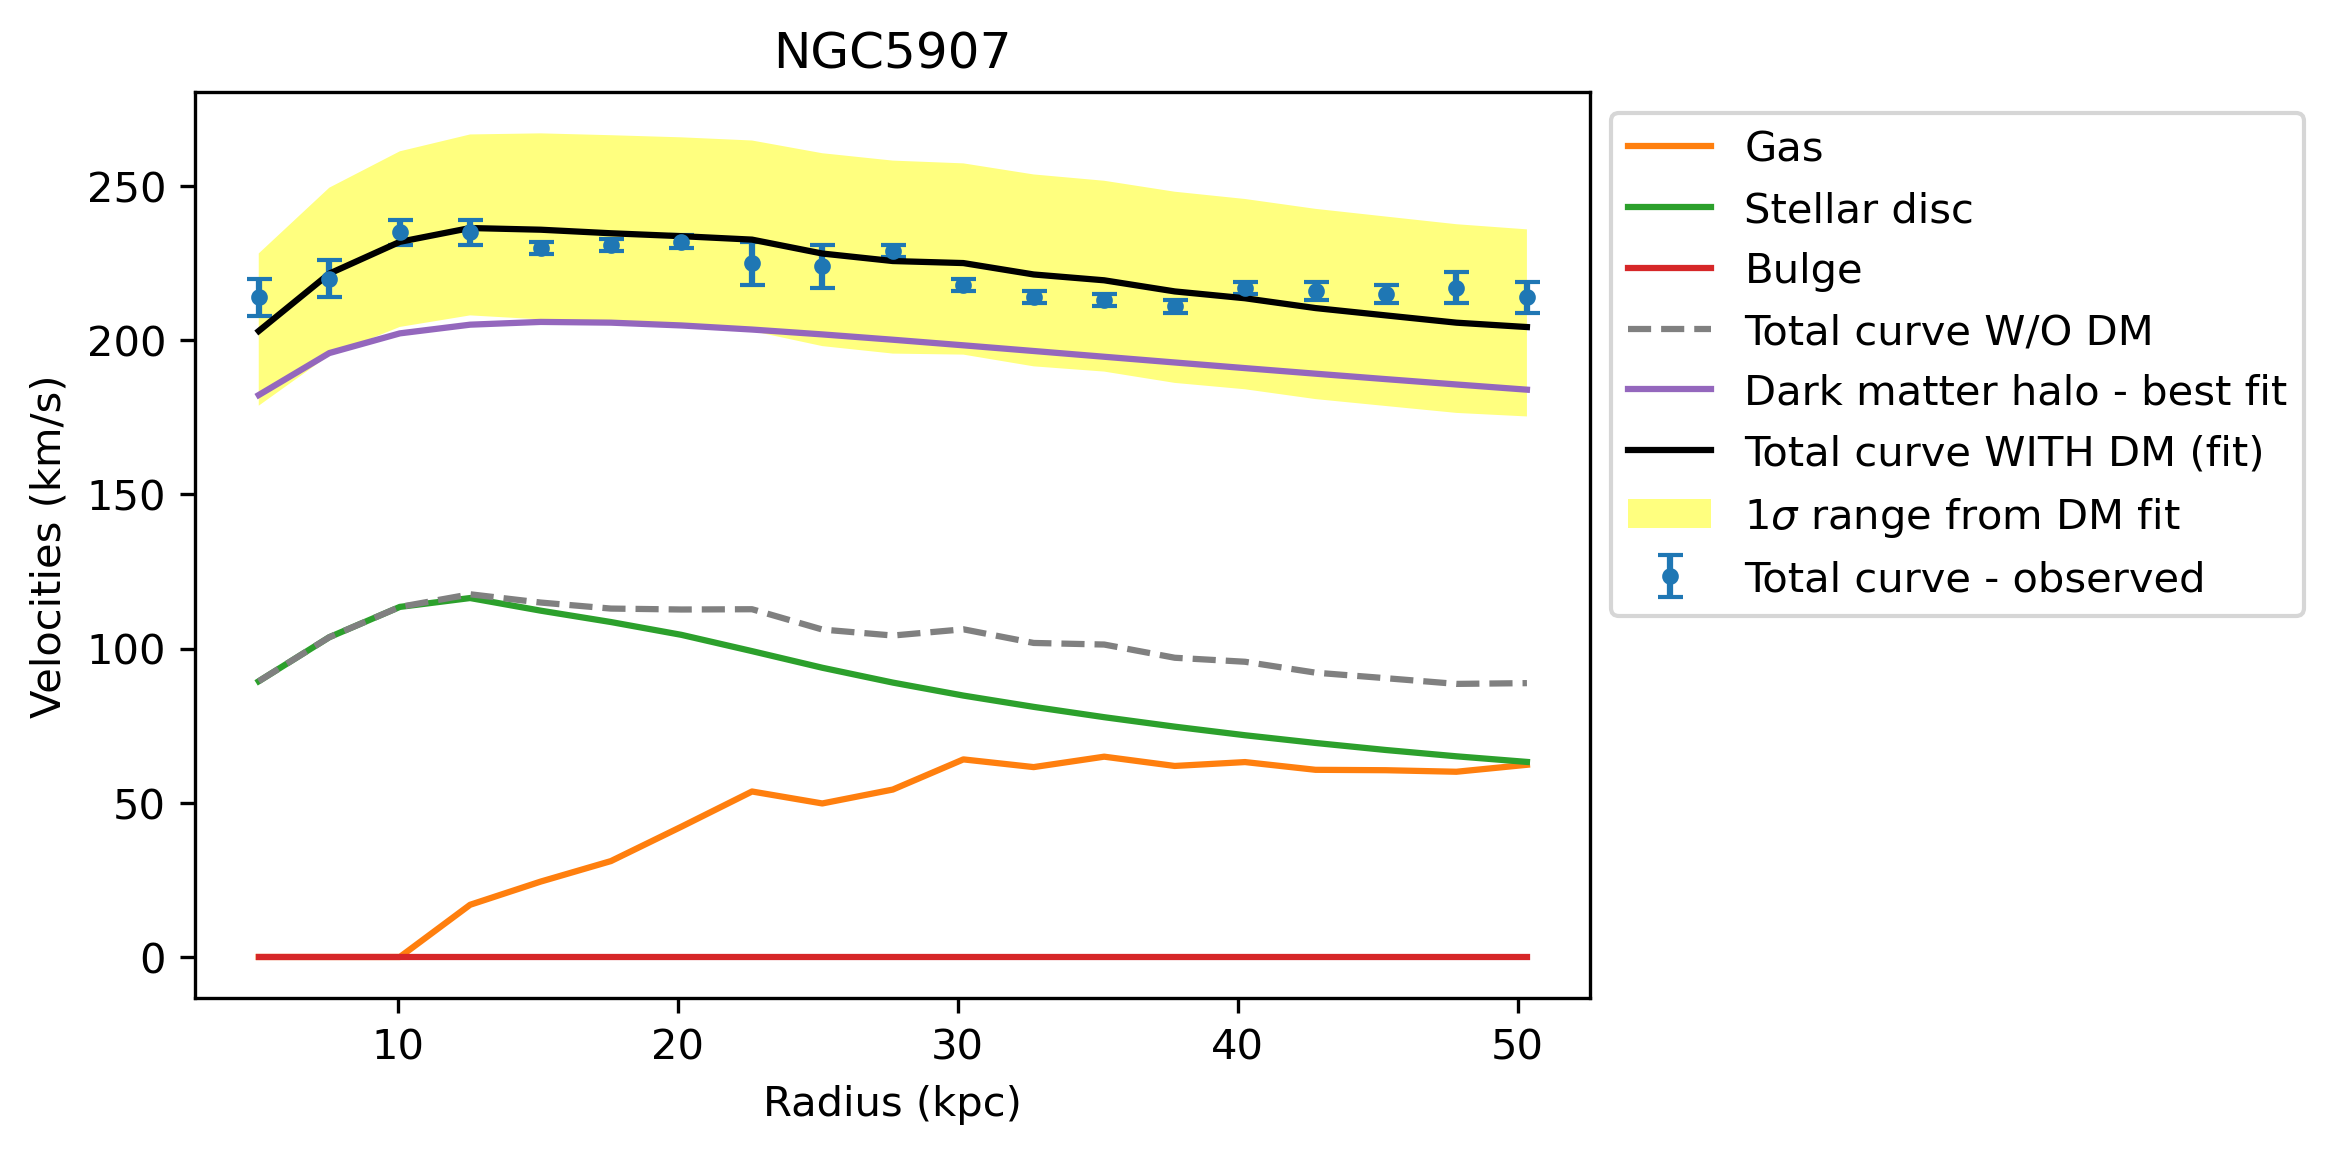 NGC5907
Velocities (km/s)
250
200
150
100
50
0
10 20 30 40 50
Radius (kpc)
Gas
Stellar disc
Bulge
Total curve W/O DM
Dark matter halo - best fit
Total curve WITH DM (fit)
1σ range from DM fit
Total curve - observed